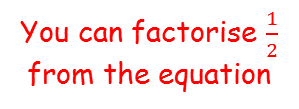 You can factorise 1/2
from the equation